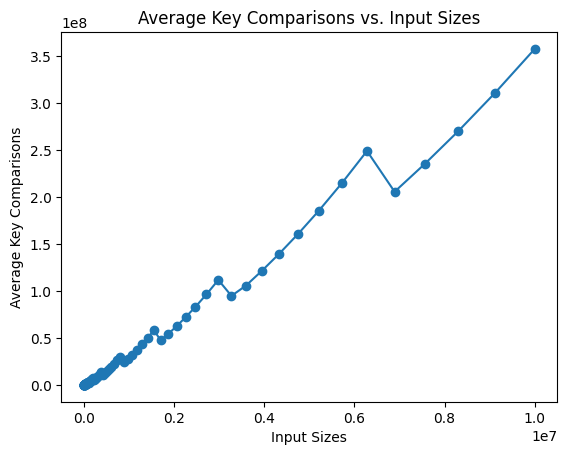 Average Key Comparisons vs. Input Sizes
1e8
3.5
3.0
2.5
2.0
1.5
1.0
0.5
0.0
Average Key Comparisons
0.0 0.2 0.4 0.6 0.8 1.0
1e7
Input Sizes